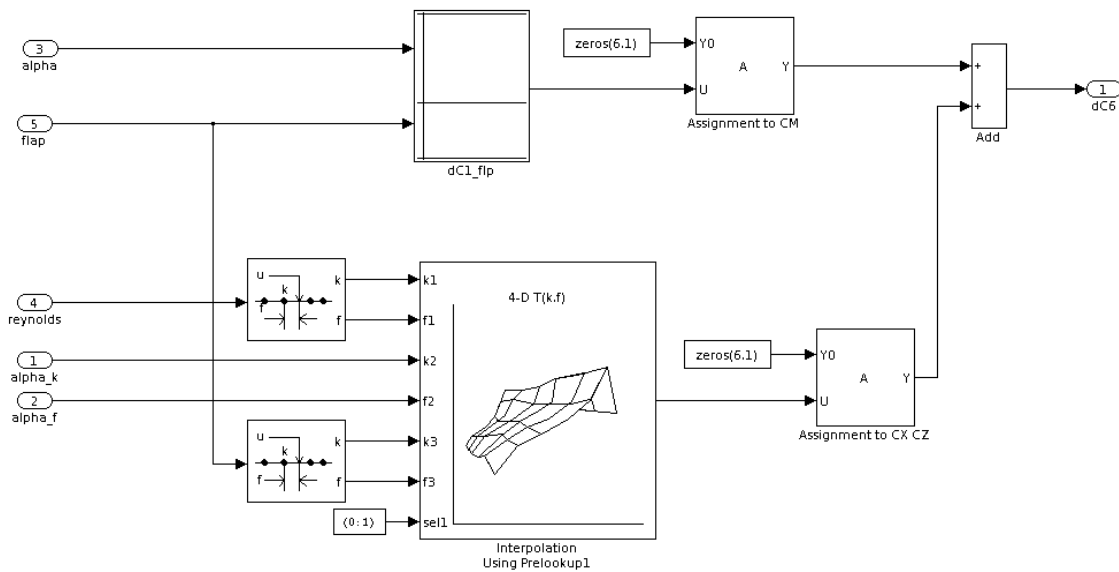 3
alpha
5
flap
dC1_flp
zeros(6.1)
Y0
A
Y
U
Assignment to CM
+
+
Add
1
dC6
4
reynolds
1
alpha_k
2
alpha_f
u
k
f
k
f
u
k
f
k
f
(0:1)
k1
f1
k2
f2
k3
f3
sel1
4-D T(k.f)
Interpolation
Using Prelookup1
zeros(6.1)
Y0
A
Y
U
Assignment to CX CZ